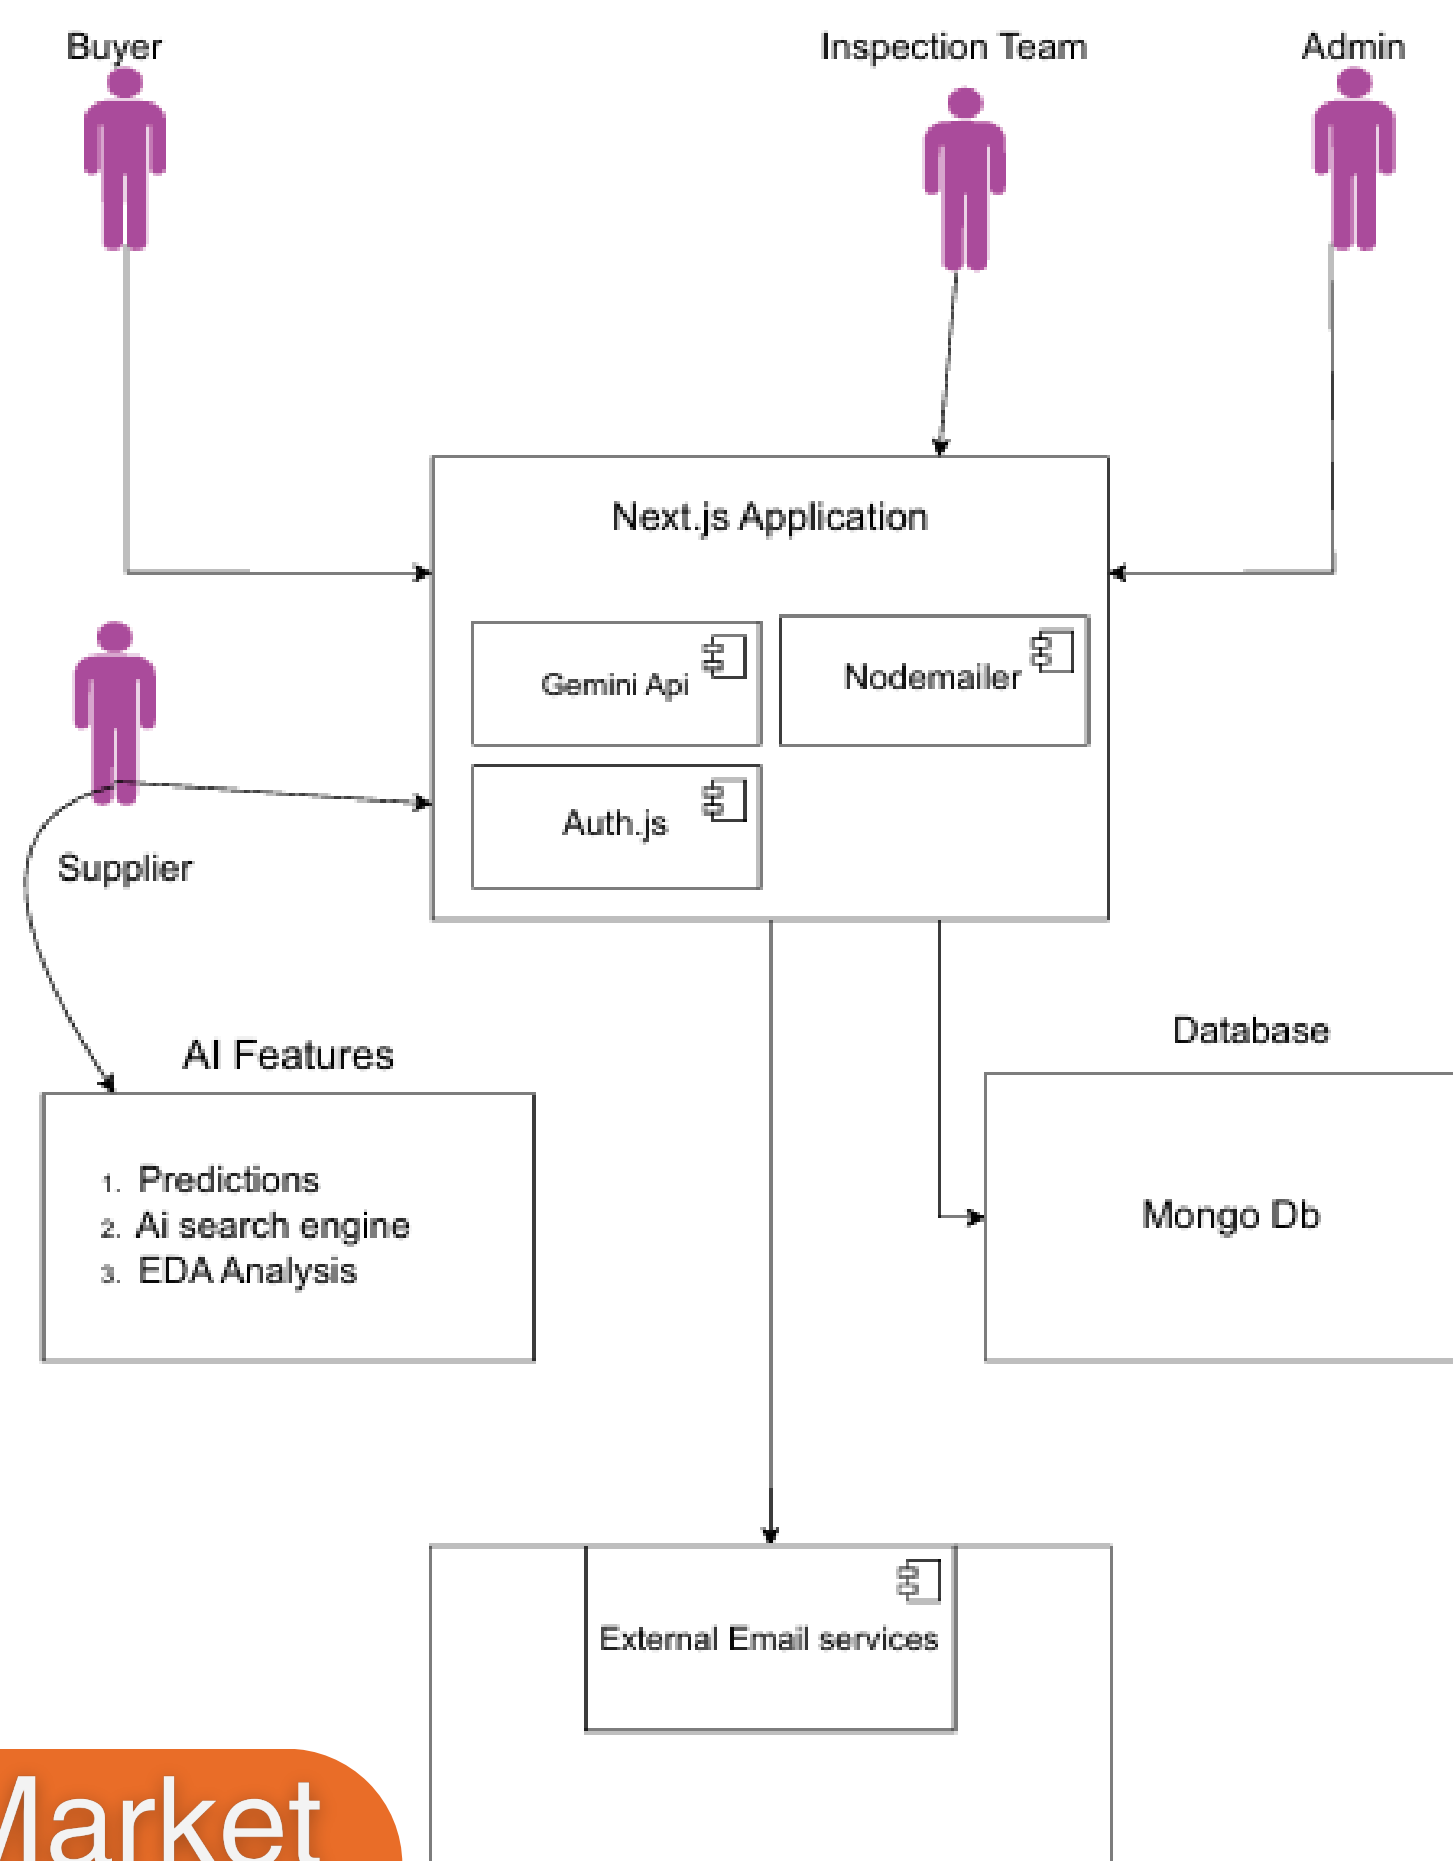 Buyer
Inspection Team
Admin
Next.js Application
Gemini Api
Nodemailer
Auth.js
Supplier
AI Features
Database
1. Predictions
2. Ai search engine
3. EDA Analysis
Mongo Db
External Email services
Market